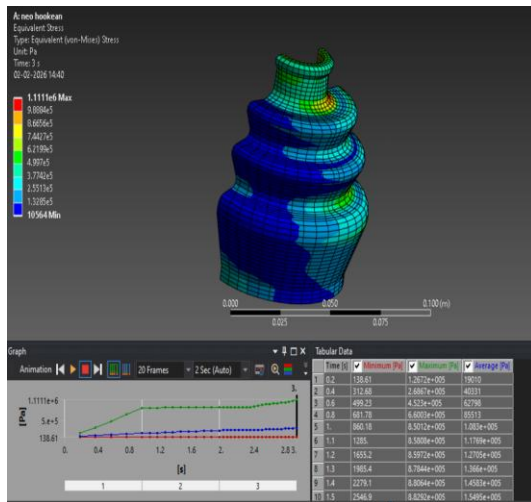 A: neo hookean
Equivalent Stress
Type: Equivalent (von-Mises) Stress
Unit: Pa
Time: 3 s
02-02-2026 14:40
1.1111e6 Max
9.8884e5
8.6656e5
7.4427e5
6.2199e5
4.997e5
3.7742e5
2.5513e5
1.3285e5
10564 Min
0.000 0.050 0.100 (m)
0.025 0.075
Graph
Animation 20 Frames 2 Sec (Auto)
3.
1.1111e+6
5.e+5
138.61
[Pa]
0. 0.4 0.8 1.2 1.6 2. 2.4 2.8 3.
[s]
1 2 3
Tabular Data
Time [s] Minimum [Pa] Maximum [Pa] Average [Pa]
1 0.2 138.61 1.2672e+005 19010
2 0.4 312.68 2.6867e+005 40331
3 0.6 499.23 4.523e+005 62798
4 0.8 681.78 6.6003e+005 85513
5 1. 860.18 8.5012e+005 1.083e+005
6 1.1 1285. 8.5808e+005 1.1769e+005
7 1.2 1655.2 8.5972e+005 1.2705e+005
8 1.3 1985.4 8.7844e+005 1.366e+005
9 1.4 2279.1 8.8064e+005 1.4583e+005
10 1.5 2546.9 8.8292e+005 1.5495e+005